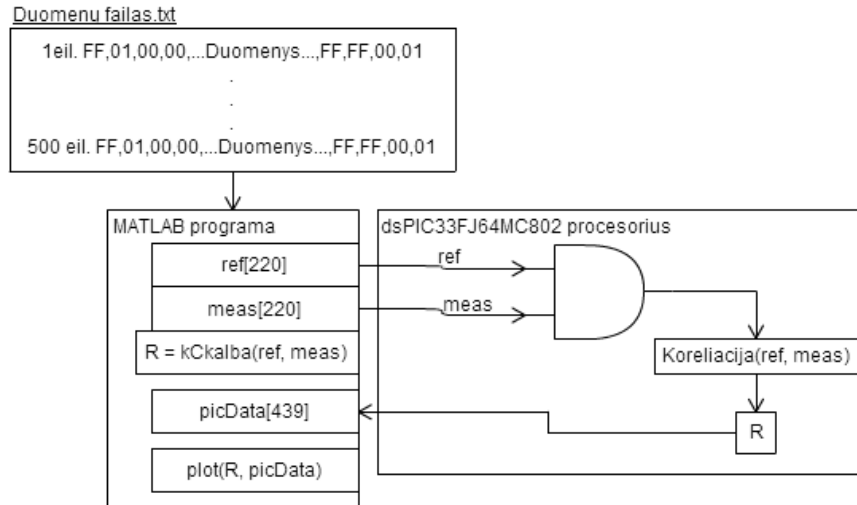 Duomenu failas.txt
1eil. FF,01,00,00,...Duomenys...,FF,FF,00,01
.
.
.
500 eil. FF,01,00,00,...Duomenys...,FF,FF,00,01
MATLAB programa
ref[220]
meas[220]
R = kCkalba(ref, meas)
picData[439]
plot(R, picData)
dsPIC33FJ64MC802 procesorius
ref
meas
Koreliacija(ref, meas)
R